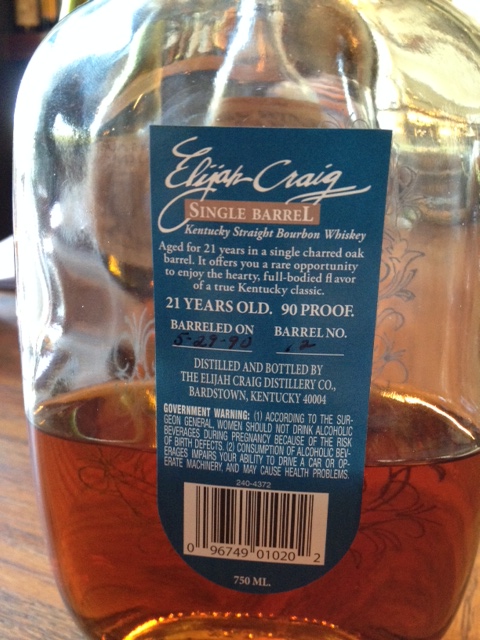 Elijah Craig
SINGLE BARREL
Kentucky Straight Bourbon Whiskey
Aged for 21 years in a single charred oak
barrel. It offers you a rare opportunity
to enjoy the hearty, full-bodied flavor
of a true Kentucky classic.
21 YEARS OLD. 90 PROOF.
BARRELED ON BARREL NO.
5-29-90 .2
DISTILLED AND BOTTLED BY
THE ELIJAH CRAIG DISTILLERY CO.,
BARDSTOWN, KENTUCKY 40004
GOVERNMENT WARNING: (1) ACCORDING TO THE SUR-
GEON GENERAL, WOMEN SHOULD NOT DRINK ALCOHOLIC
BEVERAGES DURING PREGNANCY BECAUSE OF THE RISK
OF BIRTH DEFECTS. (2) CONSUMPTION OF ALCOHOLIC BEV-
ERAGES IMPAIRS YOUR ABILITY TO DRIVE A CAR OR OP-
ERATE MACHINERY, AND MAY CAUSE HEALTH PROBLEMS.
240-4372
0 96749 01020 2
750 ML.